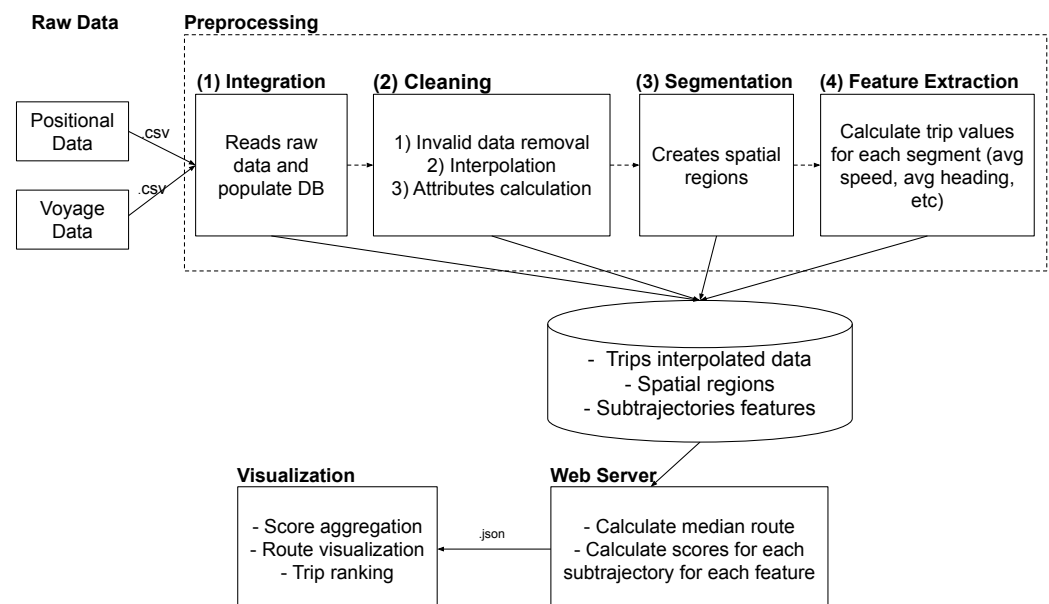 Raw Data
Preprocessing
(1) Integration
(2) Cleaning
(3) Segmentation
(4) Feature Extraction
Positional
Data
.csv
Voyage
Data
.csv
Reads raw
data and
populate DB
1) Invalid data removal
2) Interpolation
3) Attributes calculation
Creates spatial
regions
Calculate trip values
for each segment (avg
speed, avg heading,
etc)
- Trips interpolated data
- Spatial regions
- Subtrajectories features
Visualization
- Score aggregation
- Route visualization
- Trip ranking
.json
Web Server
- Calculate median route
- Calculate scores for each
subtrajectory for each feature